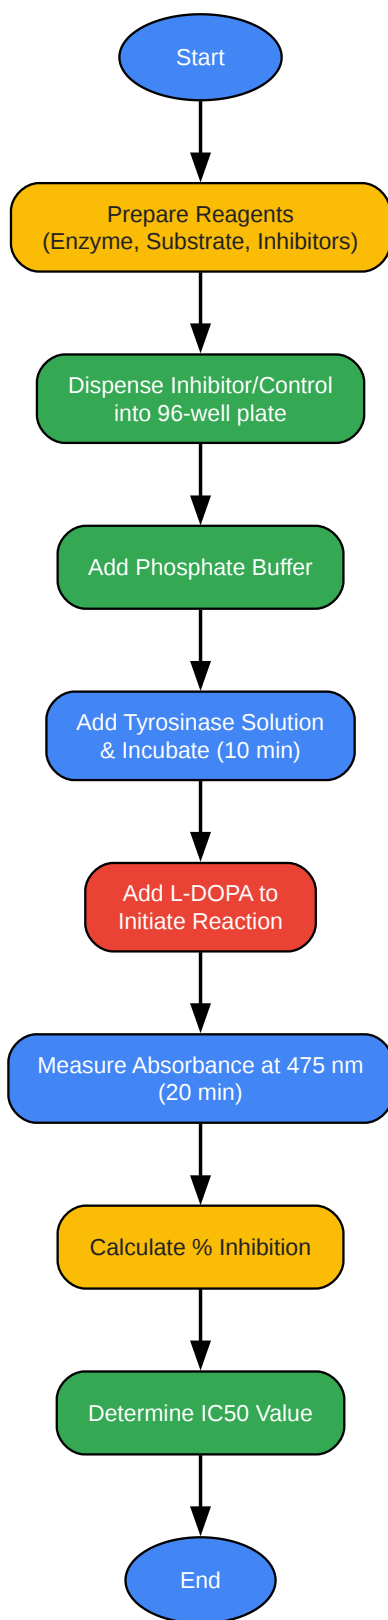 Start
Prepare Reagents
(Enzyme, Substrate, Inhibitors)
Dispense Inhibitor/Control
into 96-well plate
Add Phosphate Buffer
Add Tyrosinase Solution
& Incubate (10 min)
Add L-DOPA to
Initiate Reaction
Measure Absorbance at 475 nm
(20 min)
Calculate % Inhibition
Determine IC50 Value
End